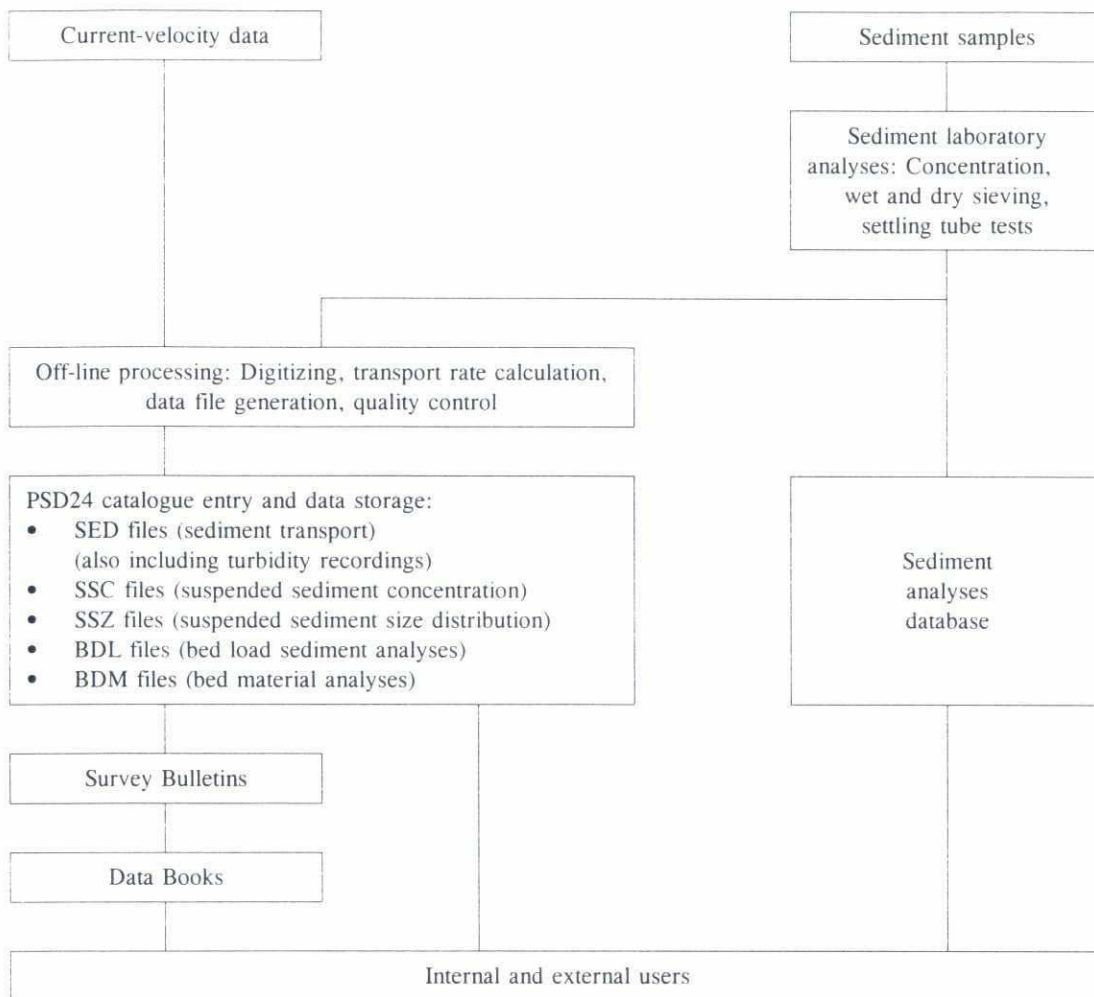 Current-velocity data
Sediment samples
Sediment laboratory
analyses: Concentration,
wet and dry sieving,
settling tube tests
Off-line processing: Digitizing, transport rate calculation,
data file generation, quality control
PSD24 catalogue entry and data storage:
• SED files (sediment transport)
(also including turbidity recordings)
• SSC files (suspended sediment concentration)
• SSZ files (suspended sediment size distribution)
• BDL files (bed load sediment analyses)
• BDM files (bed material analyses)
Sediment
analyses
database
Survey Bulletins
Data Books
Internal and external users